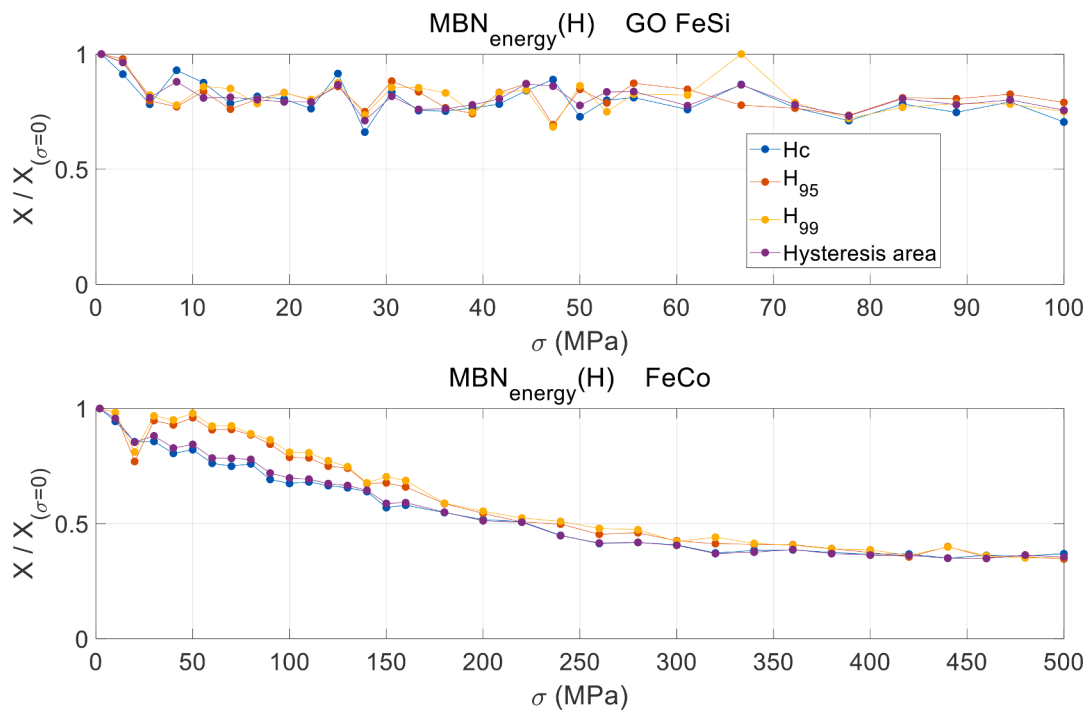 MBN_energy(H) GO FeSi
X / X_(σ=0)
1
0.5
0
0 10 20 30 40 50 60 70 80 90 100
σ (MPa)
Hc
H_95
H_99
Hysteresis area
MBN_energy(H) FeCo
X / X_(σ=0)
1
0.5
0
0 50 100 150 200 250 300 350 400 450 500
σ (MPa)